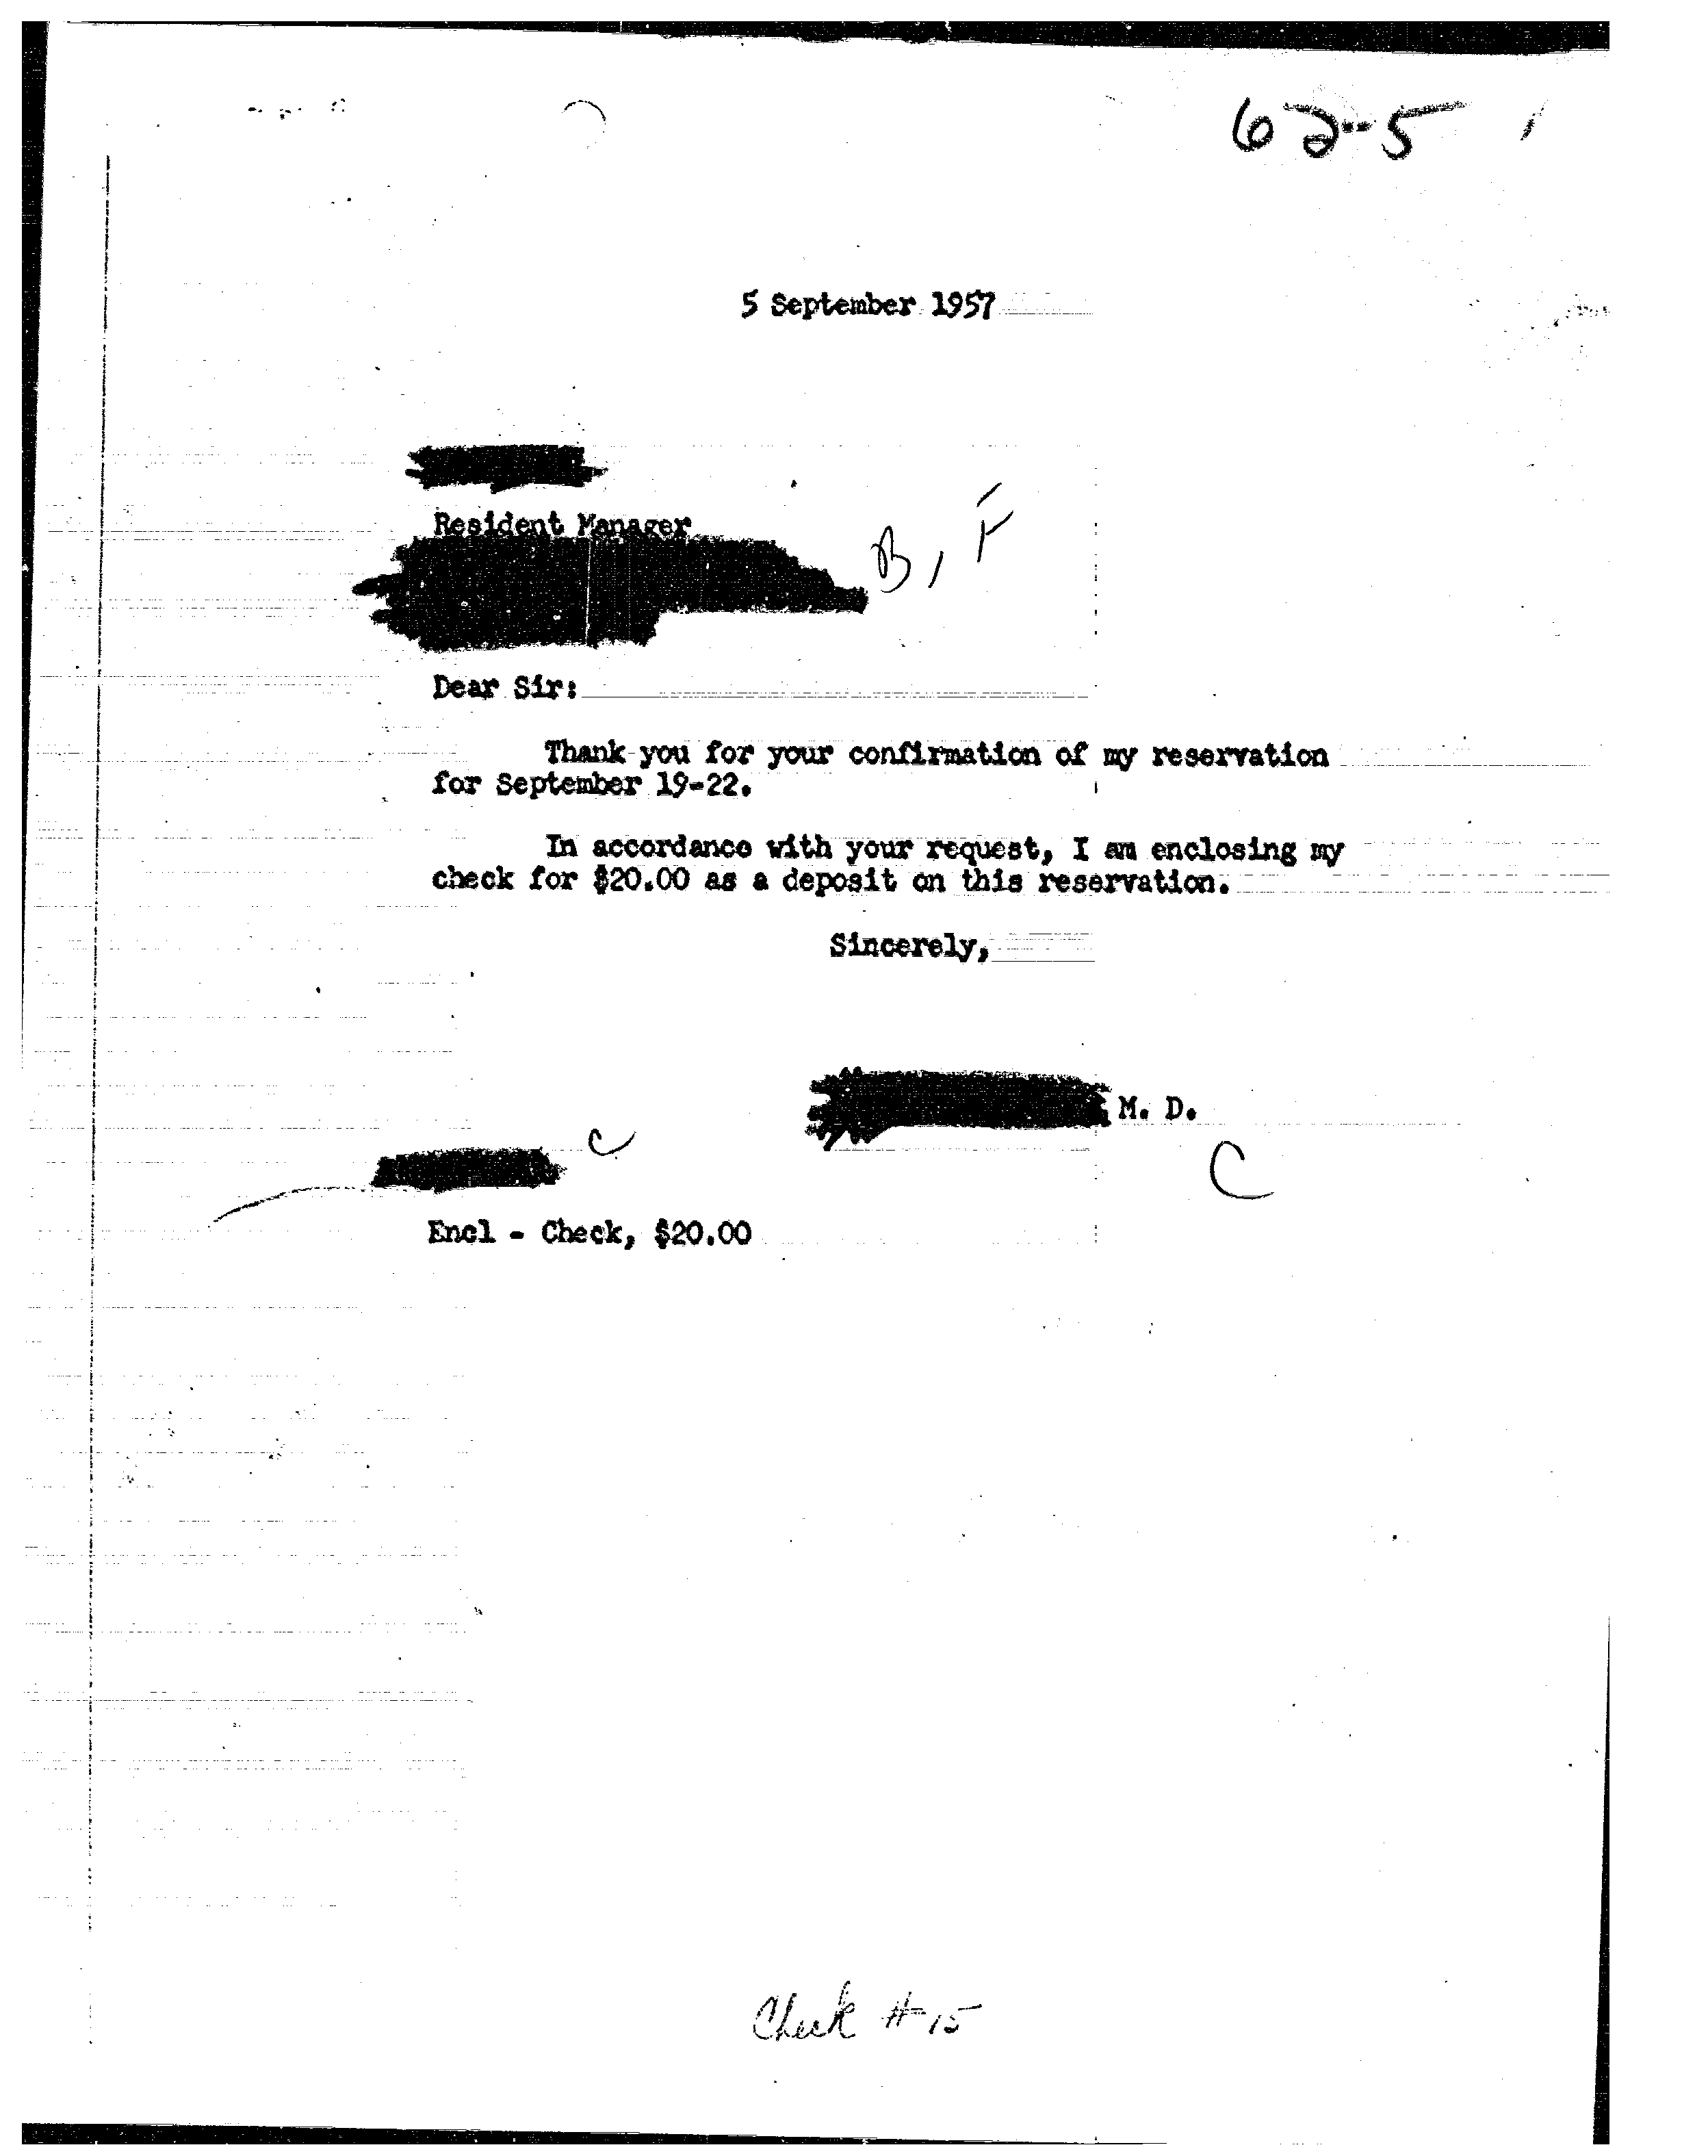 62-5
5 September 1957
Resident Manager
B, F
Dear Sir:
Thank you for your confirmation of my reservation
for September 19-22.
In accordance with your request, I am enclosing my
check for $20.00 as a deposit on this reservation.
Sincerely,
M. D.
C
C
Encl - Check, $20.00
Check # 15